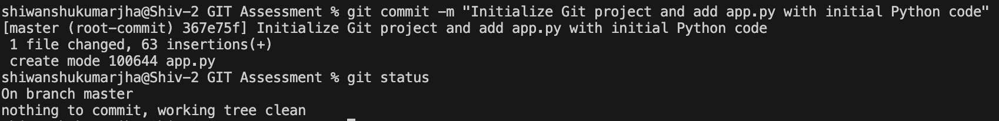 shiwanshukumarjha@Shiv-2 GIT Assessment % git commit -m "Initialize Git project and add app.py with initial Python code"
[master (root-commit) 367e75f] Initialize Git project and add app.py with initial Python code
 1 file changed, 63 insertions(+)
 create mode 100644 app.py
shiwanshukumarjha@Shiv-2 GIT Assessment % git status
On branch master
nothing to commit, working tree clean